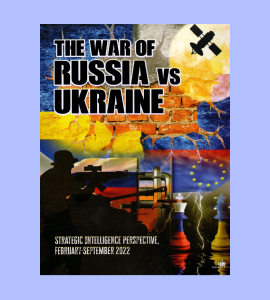 THE WAR OF
RUSSIA VS
UKRAINE
STRATEGIC INTELLIGENCE PERSPECTIVE,
FEBRUARY-SEPTEMBER 2022